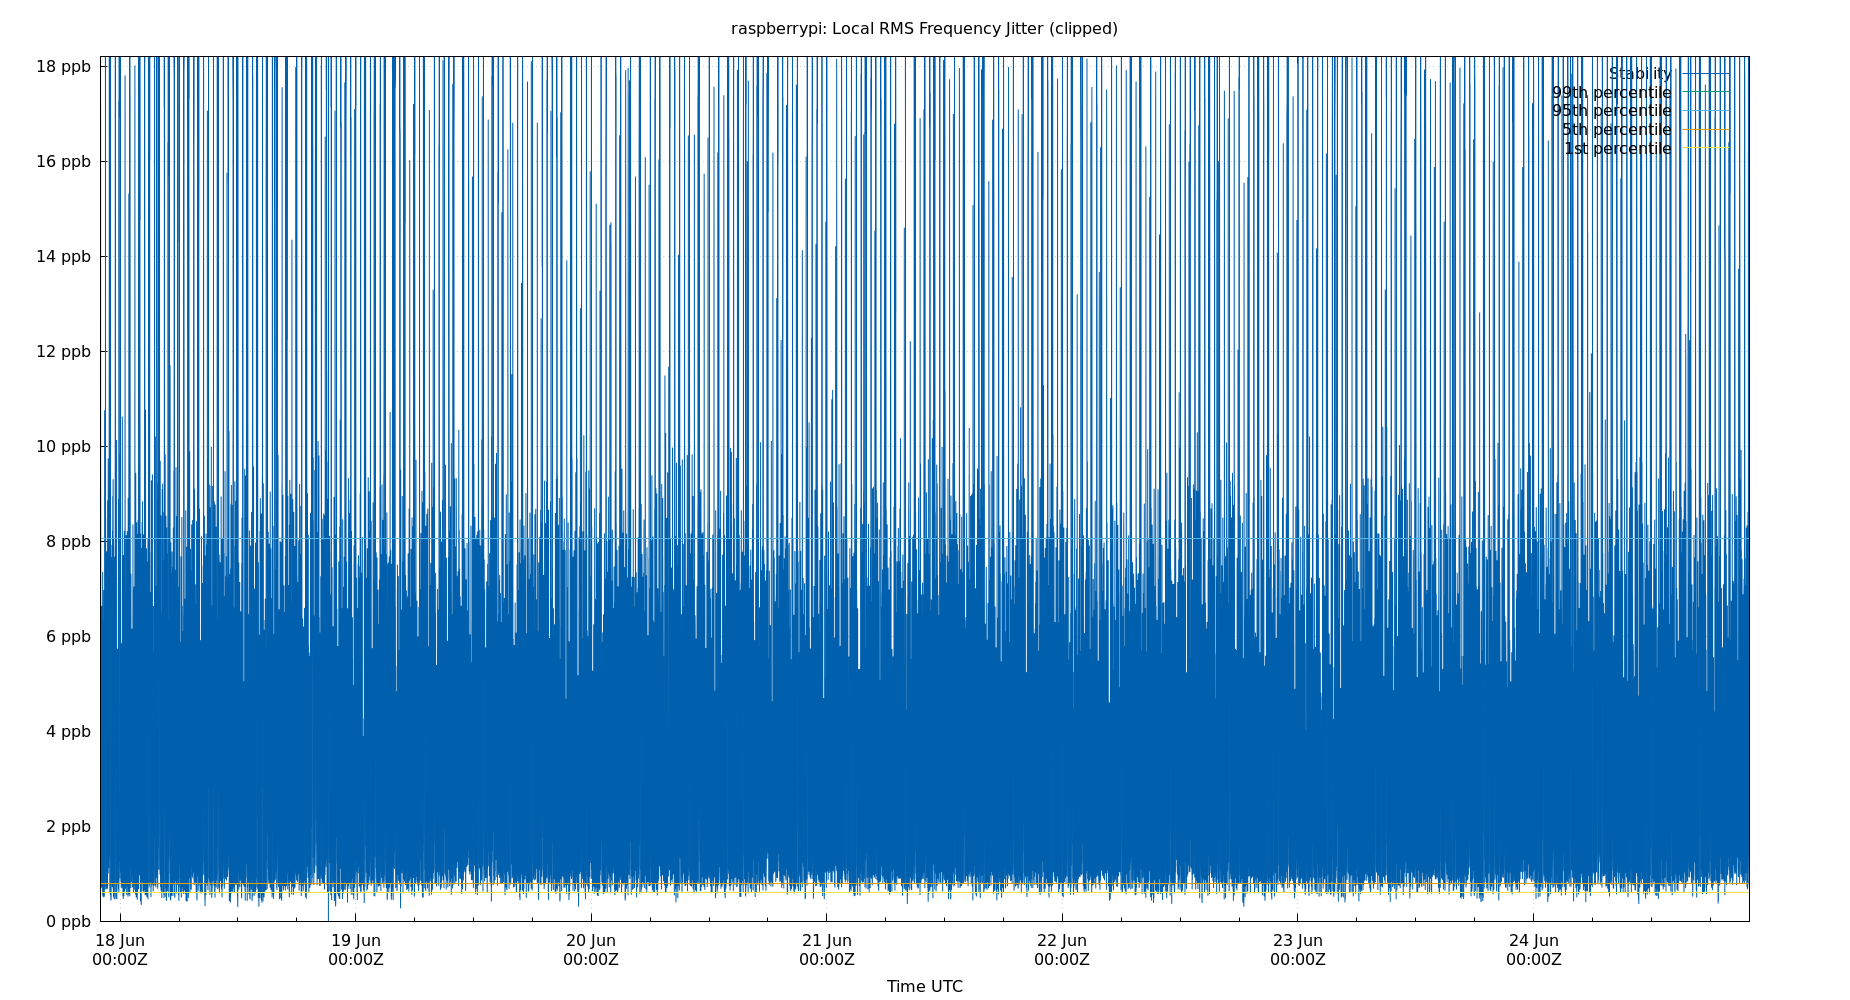 raspberrypi: Local RMS Frequency Jitter (clipped)
18 ppb
16 ppb
14 ppb
12 ppb
10 ppb
8 ppb
6 ppb
4 ppb
2 ppb
0 ppb
Stability
99th percentile
95th percentile
5th percentile
1st percentile
18 Jun 19 Jun 20 Jun 21 Jun 22 Jun 23 Jun 24 Jun
00:00Z 00:00Z 00:00Z 00:00Z 00:00Z 00:00Z 00:00Z
Time UTC